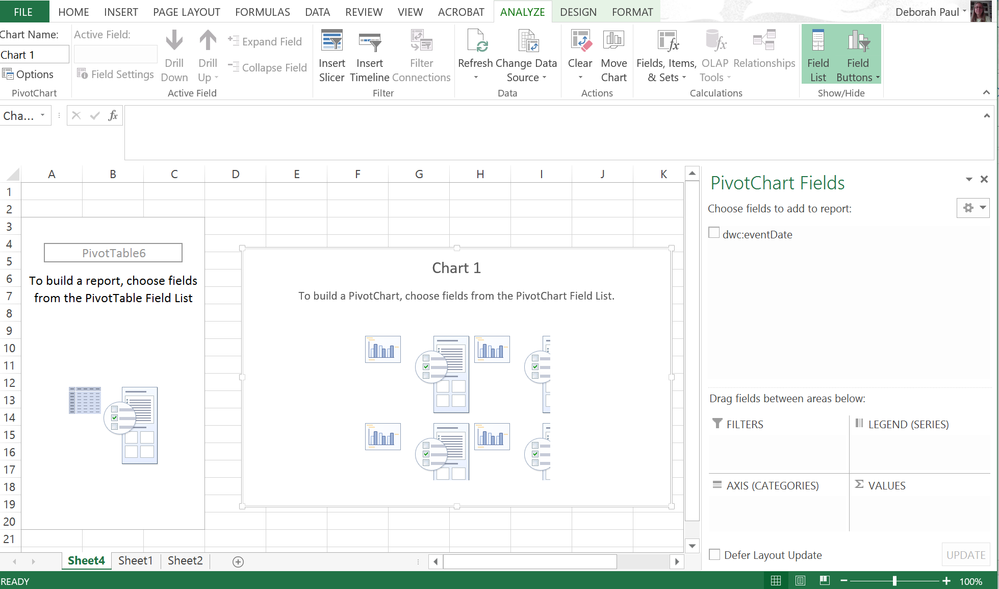 FILE HOME INSERT PAGE LAYOUT FORMULAS DATA REVIEW VIEW ACROBAT ANALYZE DESIGN FORMAT Deborah Paul
Chart Name:
Chart 1
Options
PivotChart
Active Field:
Field Settings
Drill
Down
Drill
Up
Expand Field
Collapse Field
Active Field
Insert
Slicer
Insert
Timeline
Filter
Connections
Filter
Refresh
Change Data
Source
Data
Clear
Move
Chart
Actions
Fields, Items,
& Sets
OLAP
Tools
Relationships
Calculations
Field
List
Field
Buttons
Show/Hide
Cha...
fx
A B C D E F G H I J K
1
2
3
4
5
6
7
8
9
10
11
12
13
14
15
16
17
18
19
20
21
PivotTable6
To build a report, choose fields
from the PivotTable Field List
Chart 1
To build a PivotChart, choose fields from the PivotChart Field List.
PivotChart Fields
Choose fields to add to report:
dwc:eventDate
Drag fields between areas below:
FILTERS
LEGEND (SERIES)
AXIS (CATEGORIES)
Σ VALUES
Defer Layout Update
UPDATE
Sheet4 Sheet1 Sheet2
READY
100%